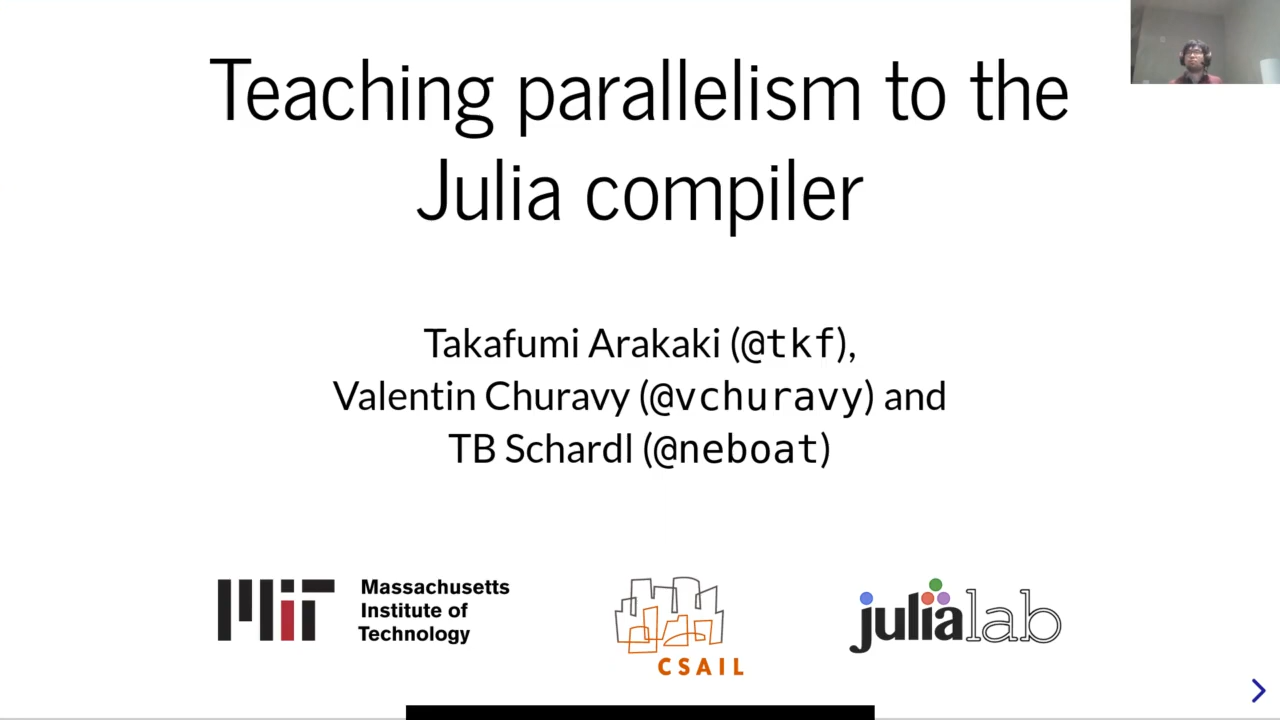 Teaching parallelism to the
Julia compiler
Takafumi Arakaki (@tkf),
Valentin Churavy (@vchuravy) and
TB Schardl (@neboat)
MIT
Massachusetts
Institute of
Technology
CSAIL
julialab